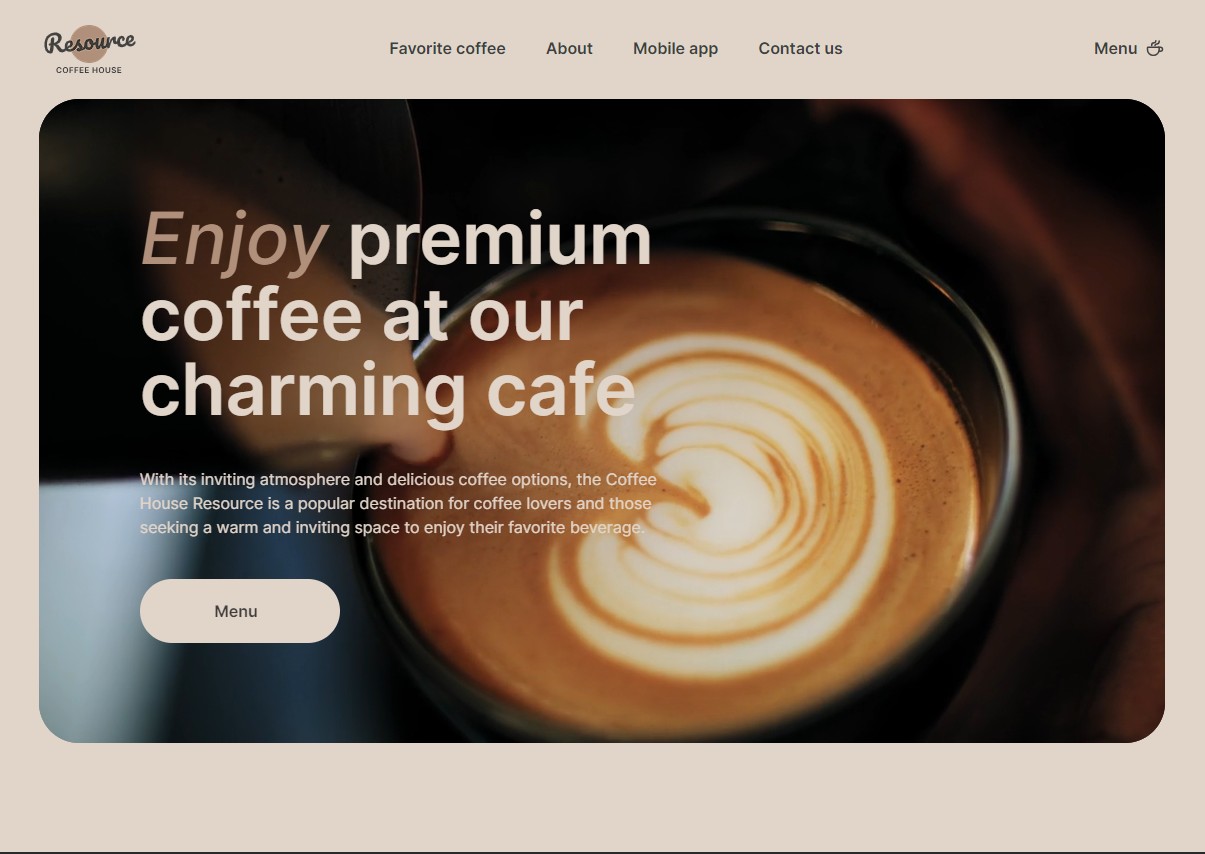 Resource
COFFEE HOUSE
Favorite coffee
About
Mobile app
Contact us
Menu
Enjoy premium
coffee at our
charming cafe
With its inviting atmosphere and delicious coffee options, the Coffee
House Resource is a popular destination for coffee lovers and those
seeking a warm and inviting space to enjoy their favorite beverage.
Menu